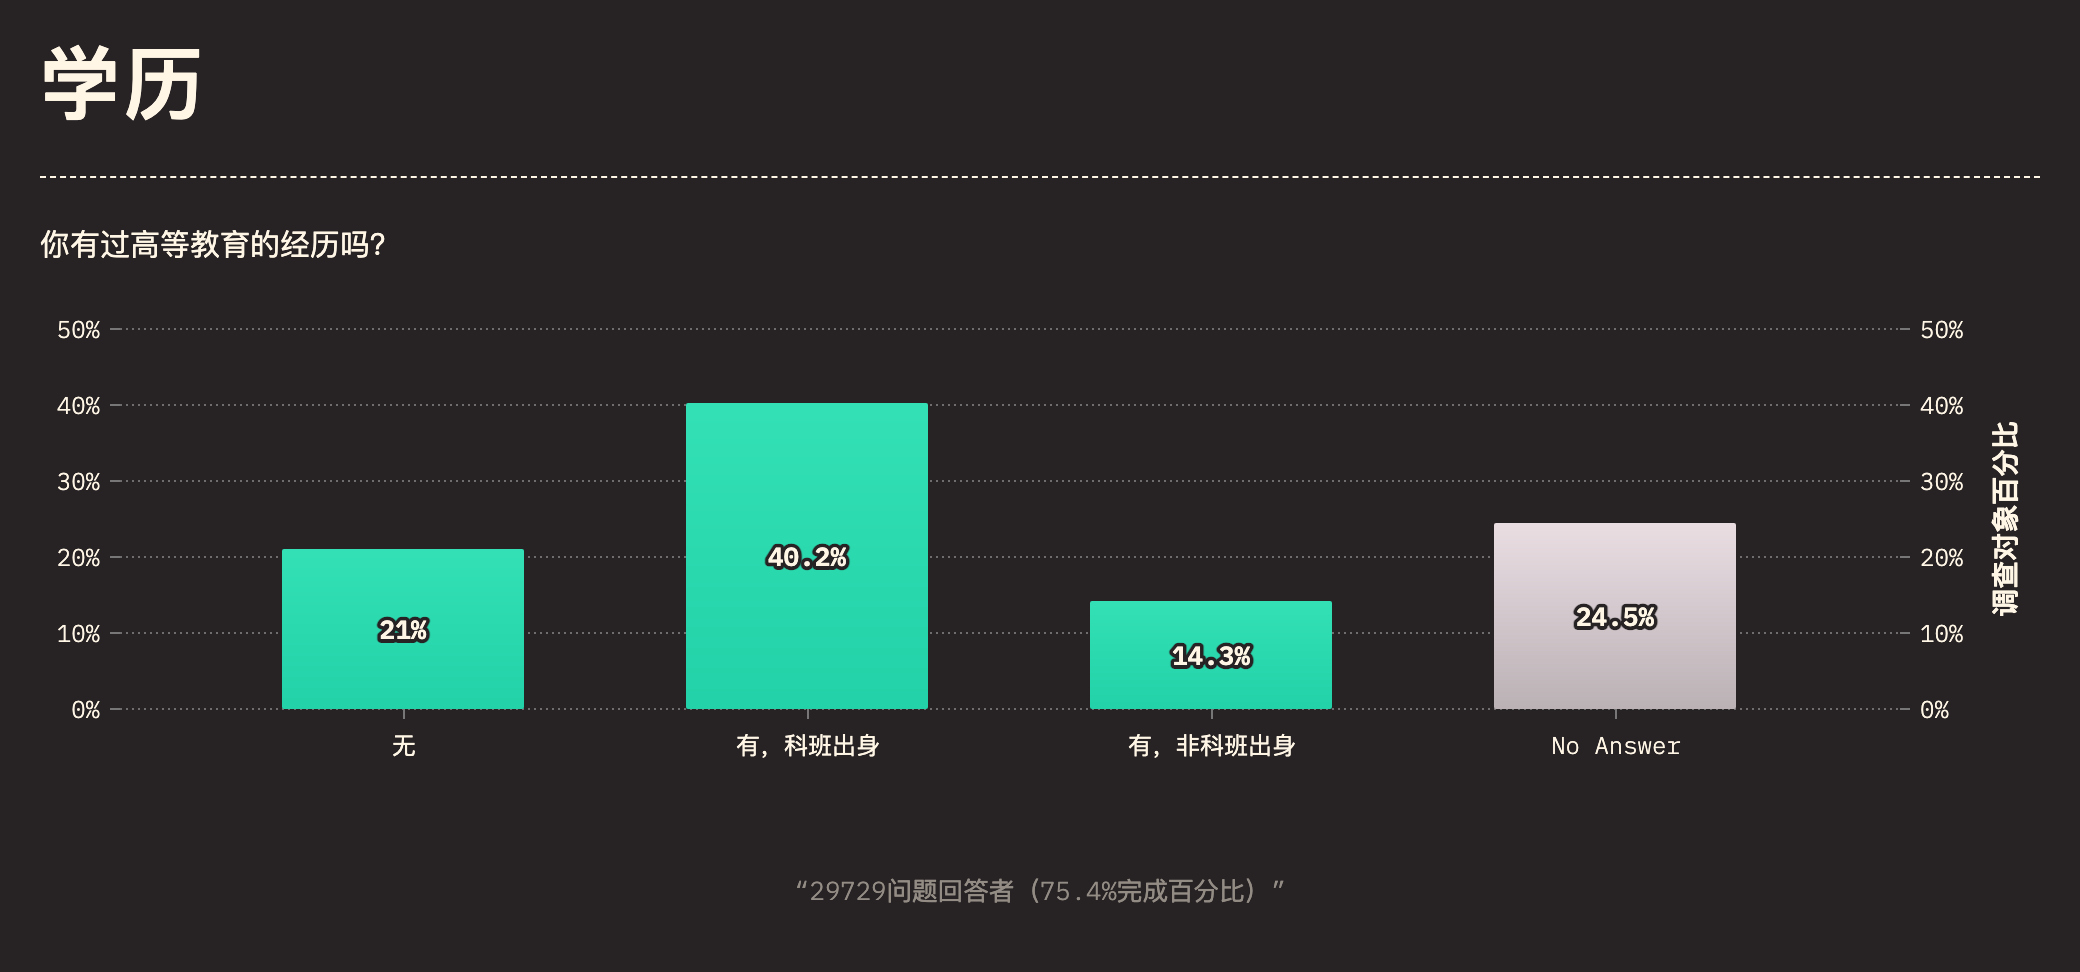 学历
你有过高等教育的经历吗?
50%
40%
30%
20%
10%
0%
50%
40%
30%
20%
10%
0%
调查对象百分比
21%
40.2%
14.3%
24.5%
无
有，科班出身
有，非科班出身
No Answer
“29729问题回答者（75.4%完成百分比）”